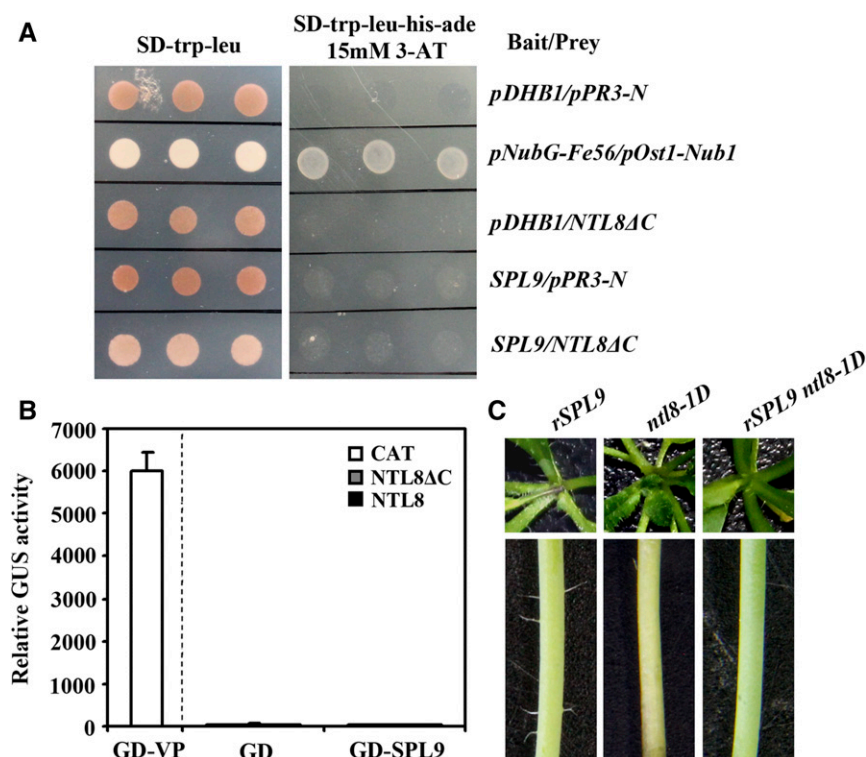 A
SD-trp-leu
SD-trp-leu-his-ade
15mM 3-AT
Bait/Prey
pDHB1/pPR3-N
pNubG-Fe56/pOst1-Nub1
pDHB1/NTL8ΔC
SPL9/pPR3-N
SPL9/NTL8ΔC
B
Relative GUS activity
7000
6000
5000
4000
3000
2000
1000
0
CAT
NTL8ΔC
NTL8
GD-VP
GD
GD-SPL9
C
rSPL9
ntl8-1D
rSPL9 ntl8-1D